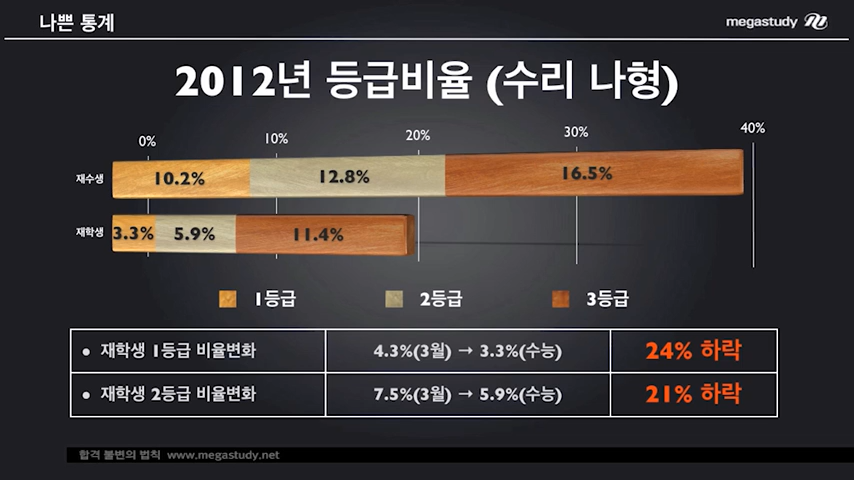 나쁜 통계
megastudy
2012년 등급비율 (수리 나형)
0% 10% 20% 30% 40%
재수생 10.2% 12.8% 16.5%
재학생 3.3% 5.9% 11.4%
1등급 2등급 3등급
• 재학생 1등급 비율변화 4.3%(3월) → 3.3%(수능) 24% 하락
• 재학생 2등급 비율변화 7.5%(3월) → 5.9%(수능) 21% 하락
합격 불변의 법칙 www.megastudy.net